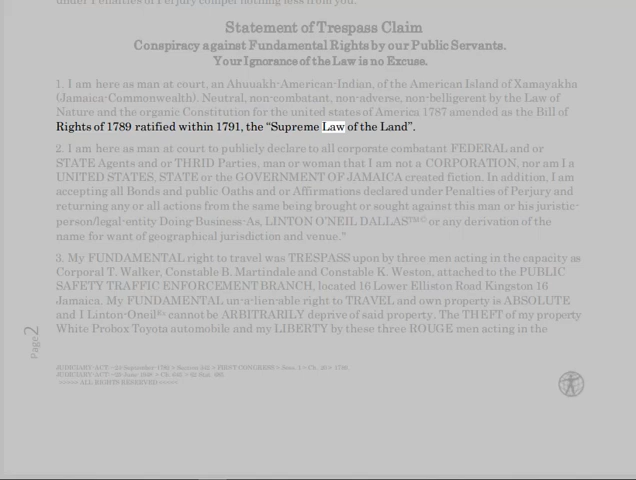 under Penalties of Perjury compel nothing less from you.
Statement of Trespass Claim
Conspiracy against Fundamental Rights by our Public Servants.
Your Ignorance of the Law is no Excuse.
1. I am here as man at court, an Ahuuakh-American-Indian, of the American Island of Xamayakha
(Jamaica-Commonwealth). Neutral, non-combatant, non-adverse, non-belligerent by the Law of
Nature and the organic Constitution for the united states of America 1787 amended as the Bill of
Rights of 1789 ratified within 1791, the “Supreme Law of the Land”.
2. I am here as man at court to publicly declare to all corporate combatant FEDERAL and or
STATE Agents and or THRID Parties, man or woman that I am not a CORPORATION, nor am I a
UNITED STATES, STATE or the GOVERNMENT OF JAMAICA created fiction. In addition, I am
accepting all Bonds and public Oaths and or Affirmations declared under Penalties of Perjury and
returning any or all actions from the same being brought or sought against this man or his juristic-
person/legal-entity Doing-Business-As, LINTON O’NEIL DALLAS or any derivation of the
name for want of geographical jurisdiction and venue."
3. My FUNDAMENTAL right to travel was TRESPASS upon by three men acting in the capacity as
Corporal T. Walker, Constable B. Martindale and Constable K. Weston, attached to the PUBLIC
SAFETY TRAFFIC ENFORCEMENT BRANCH, located 16 Lower Elliston Road Kingston 16
Jamaica. My FUNDAMENTAL un-a-lien-able right to TRAVEL and own property is ABSOLUTE
and I Linton-Oneil cannot be ARBITRARILY deprive of said property. The THEFT of my property
White Probox Toyota automobile and my LIBERTY by these three ROUGE men acting in the
Page2
ALL RIGHTS RESERVED